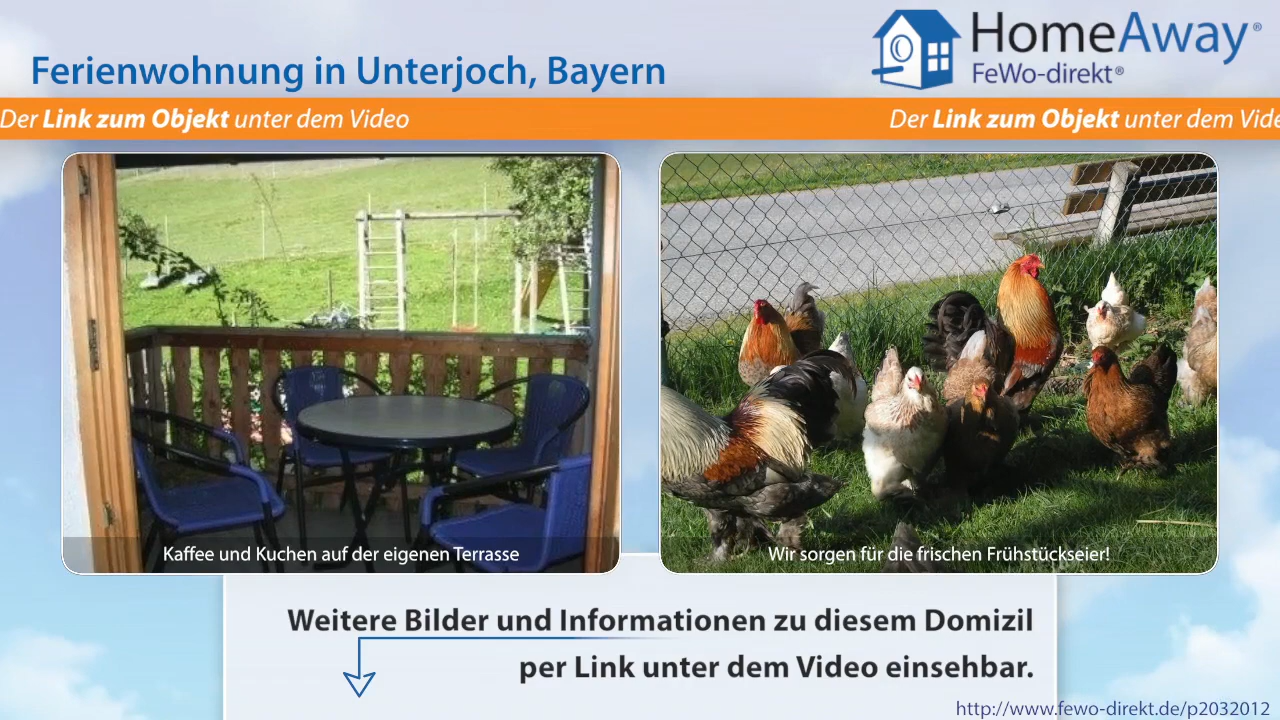 HomeAway®
FeWo-direkt®
Ferienwohnung in Unterjoch, Bayern
Der Link zum Objekt unter dem Video
Der Link zum Objekt unter dem Vide
Kaffee und Kuchen auf der eigenen Terrasse
Wir sorgen für die frischen Frühstückseier!
Weitere Bilder und Informationen zu diesem Domizil
per Link unter dem Video einsehbar.
http://www.fewo-direkt.de/p2032012